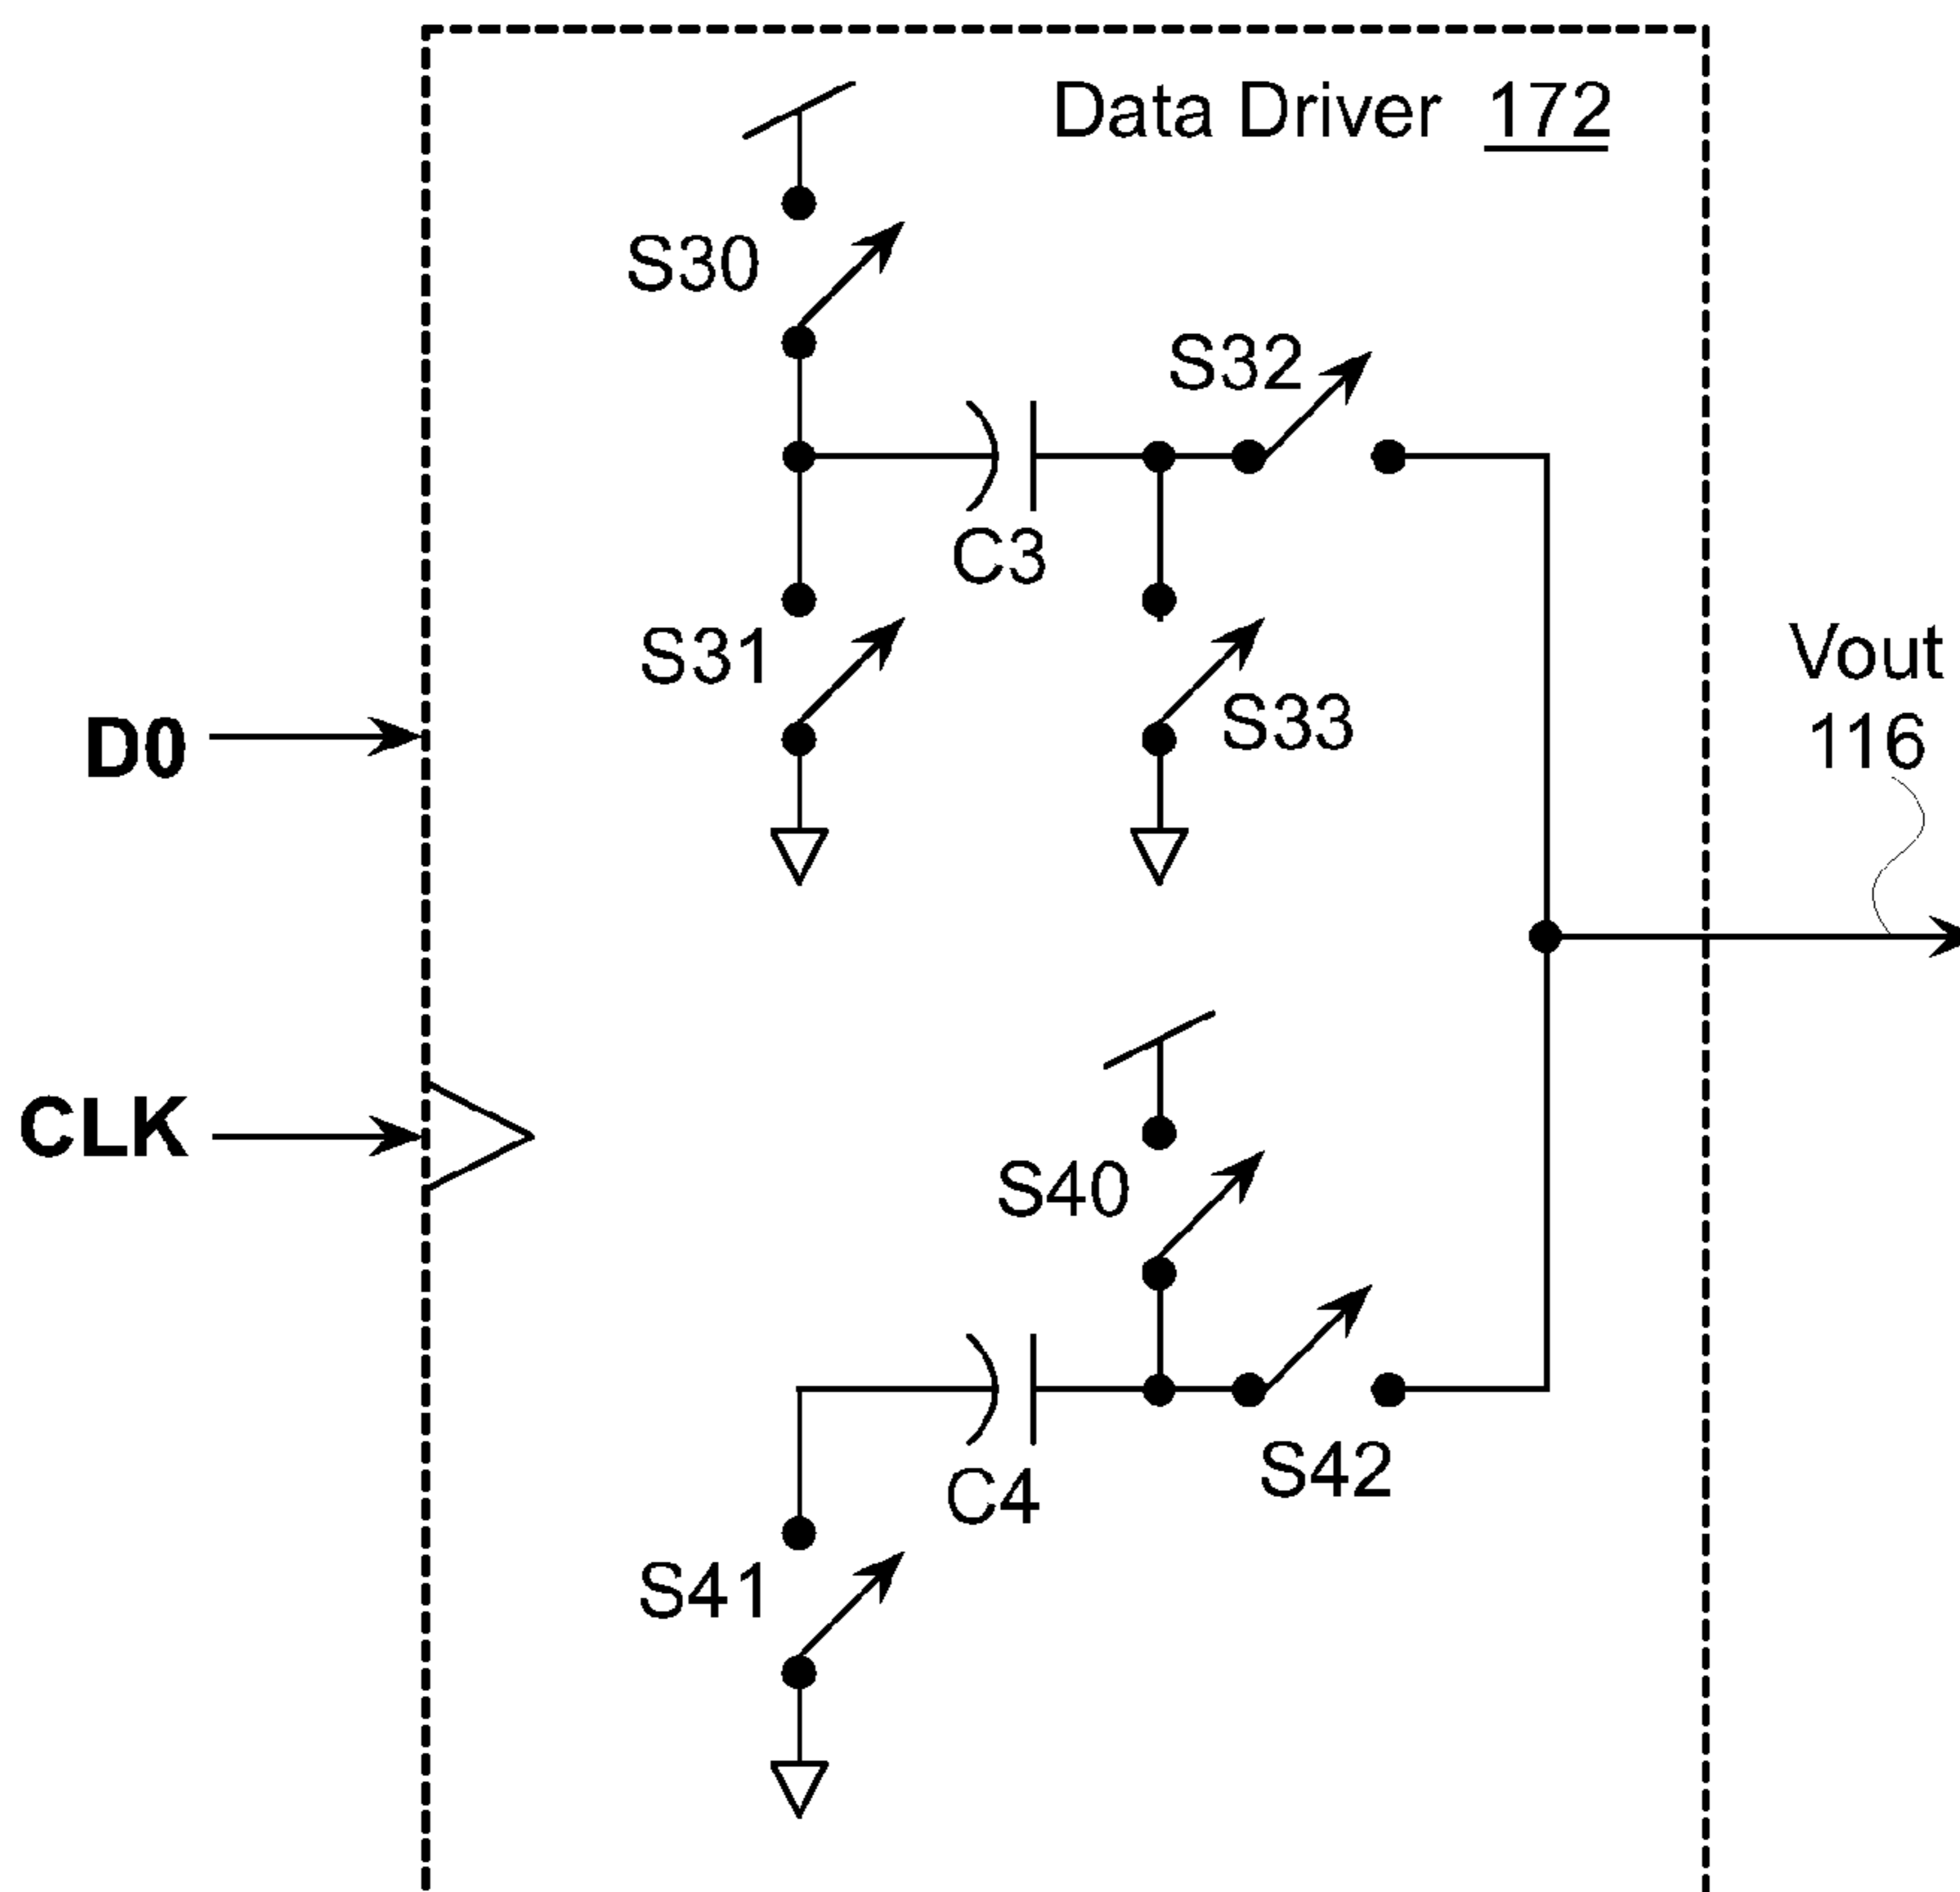 Data Driver 172
S30
S32
C3
S31
S33
D0
Vout
116
CLK
S40
S42
C4
S41